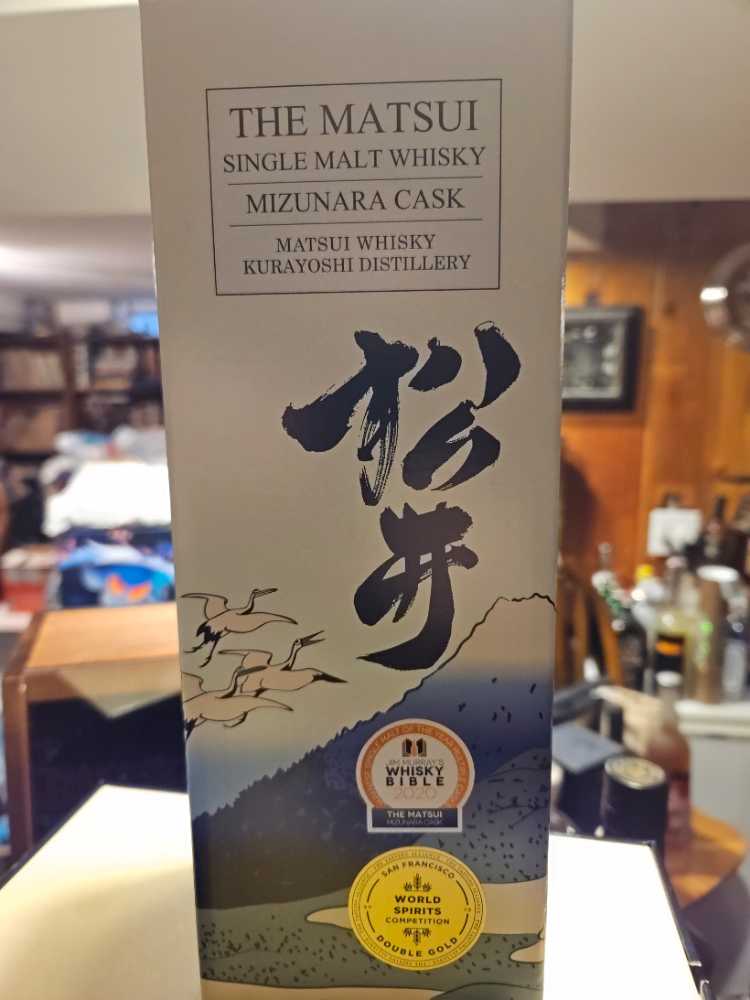 THE MATSUI
SINGLE MALT WHISKY
MIZUNARA CASK
MATSUI WHISKY
KURAYOSHI DISTILLERY
松
井
JIM MURRAY'S
WHISKY
BIBLE
2020
THE MATSUI
MIZUNARA CASK
SAN FRANCISCO
WORLD
SPIRITS
COMPETITION
DOUBLE GOLD